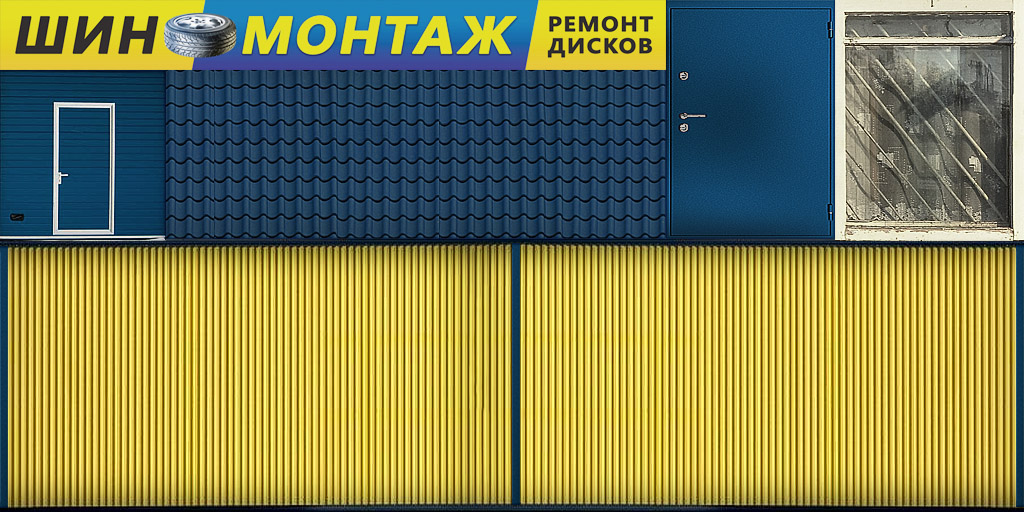 ШИНОМОНТАЖ
РЕМОНТ
ДИСКОВ